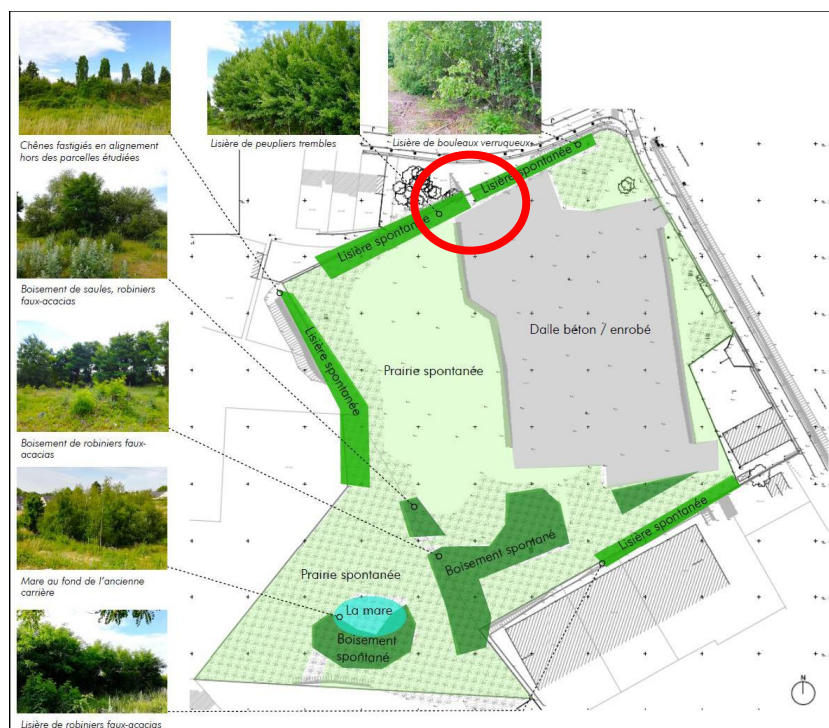 Chênes fastigiés en alignement
hors des parcelles étudiées
Lisière de peupliers trembles
Lisière de bouleaux verruqueux
Boisement de saules, robiniers
faux-acacias
Boisement de robiniers faux-
acacias
Mare au fond de l'ancienne
carrière
Lisière de robiniers faux-acacias
Lisière spontanée
Lisière spontanée
Lisière spontanée
Prairie spontanée
Dalle béton / enrobé
Boisement spontané
Lisière spontanée
Prairie spontanée
La mare
Boisement
spontané
N